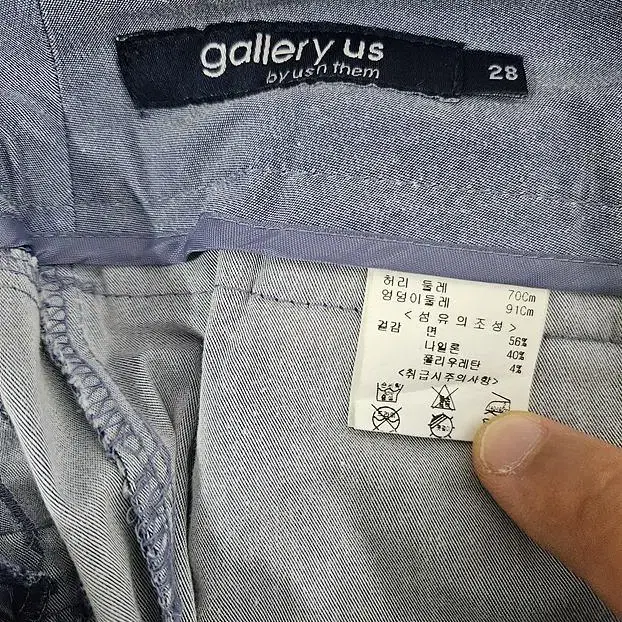 gallery us
by usn them
28
허리 둘레 70Cm
엉덩이둘레 91Cm
<섬유의조성>
겉감 면 56%
나일론 40%
폴리우레탄 4%
<취급시주의사항>